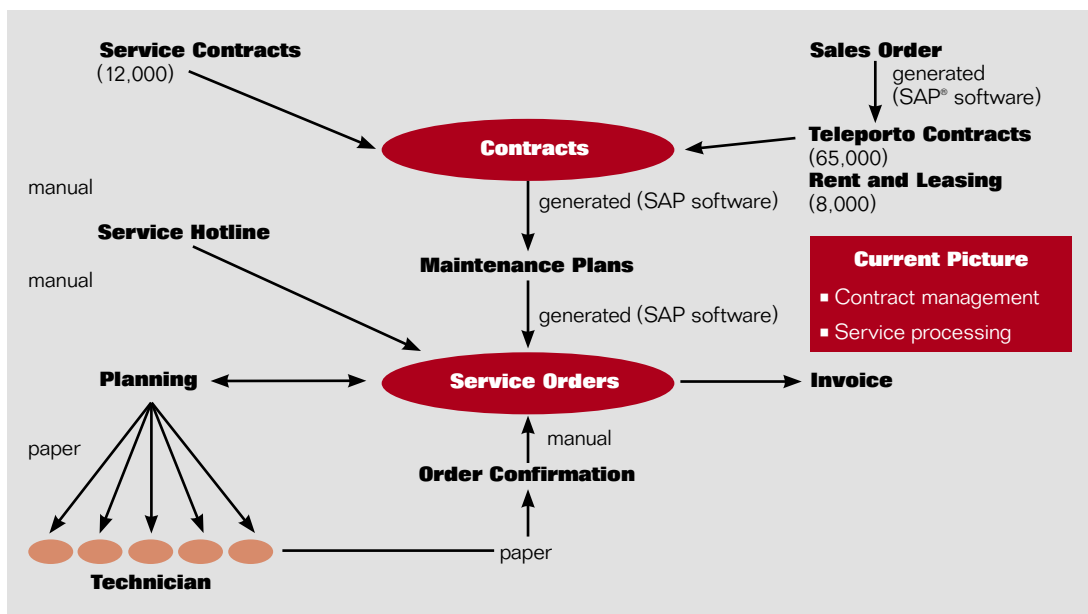 Service Contracts
(12,000)
Sales Order
generated
(SAP® software)
Contracts
Teleporto Contracts
(65,000)
Rent and Leasing
(8,000)
manual
generated (SAP software)
Service Hotline
Maintenance Plans
manual
generated (SAP software)
Current Picture
▪ Contract management
▪ Service processing
Planning
Service Orders
Invoice
paper
manual
Order Confirmation
paper
Technician